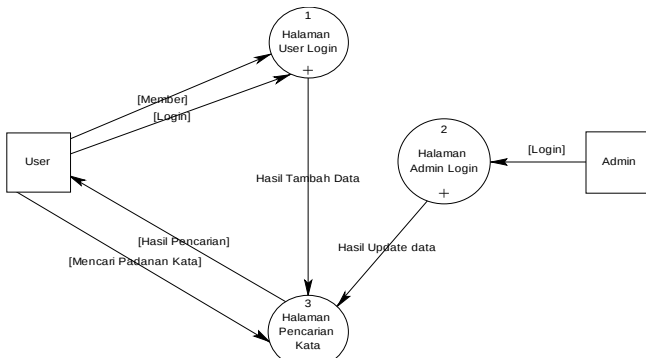 1
Halaman
User Login
+
[Member]
[Login]
2
Halaman
Admin Login
+
[Login]
User
Admin
Hasil Tambah Data
[Hasil Pencarian]
Hasil Update data
[Mencari Padanan Kata]
3
Halaman
Pencarian
Kata